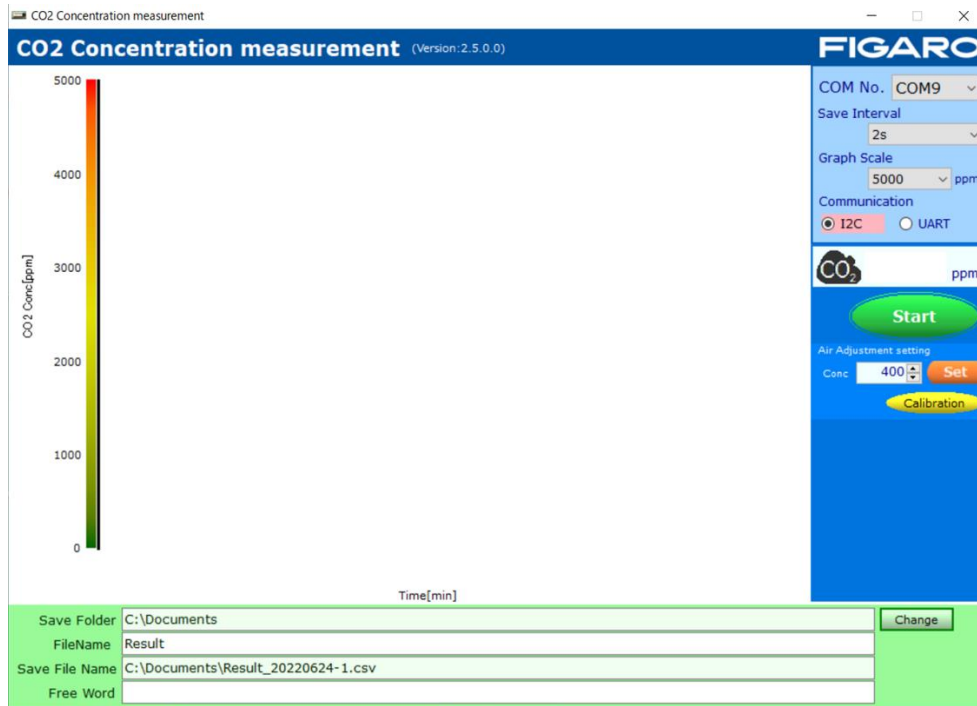 CO2 Concentration measurement
CO2 Concentration measurement (Version:2.5.0.0)
FIGARO
5000
4000
3000
2000
1000
0
CO2 Conc[ppm]
Time[min]
COM No. COM9
Save Interval
2s
Graph Scale
5000 ppm
Communication
I2C UART
CO2 ppm
Start
Air Adjustment setting
Conc 400 Set
Calibration
Save Folder C:\Documents Change
FileName Result
Save File Name C:\Documents\Result_20220624-1.csv
Free Word